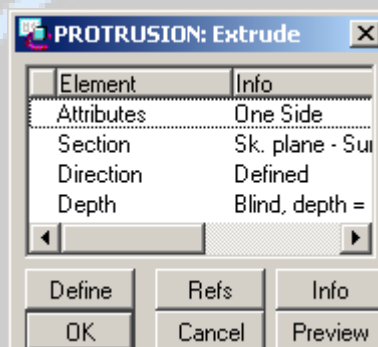 PROTRUSION: Extrude
Element Info
Attributes One Side
Section Sk. plane - Sur
Direction Defined
Depth Blind, depth =
Define Refs Info
OK Cancel Preview